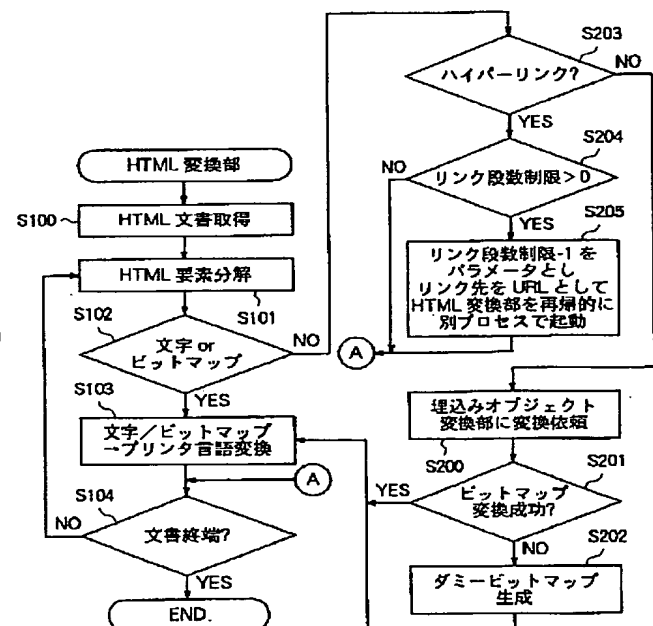 HTML 変換部
S100
HTML 文書取得
HTML 要素分解
S101
S102
文字 or
ビットマップ
NO
YES
S103
文字／ビットマップ
→プリンタ言語変換
A
S104
文書終端?
NO
YES
END.
S203
ハイパーリンク?
NO
YES
S204
リンク段数制限＞0
NO
YES
S205
リンク段数制限-1 を
パラメータとし
リンク先を URL として
HTML 変換部を再帰的に
別プロセスで起動
A
埋込みオブジェクト
変換部に変換依頼
S200
S201
ビットマップ
変換成功?
YES
NO
S202
ダミービットマップ
生成